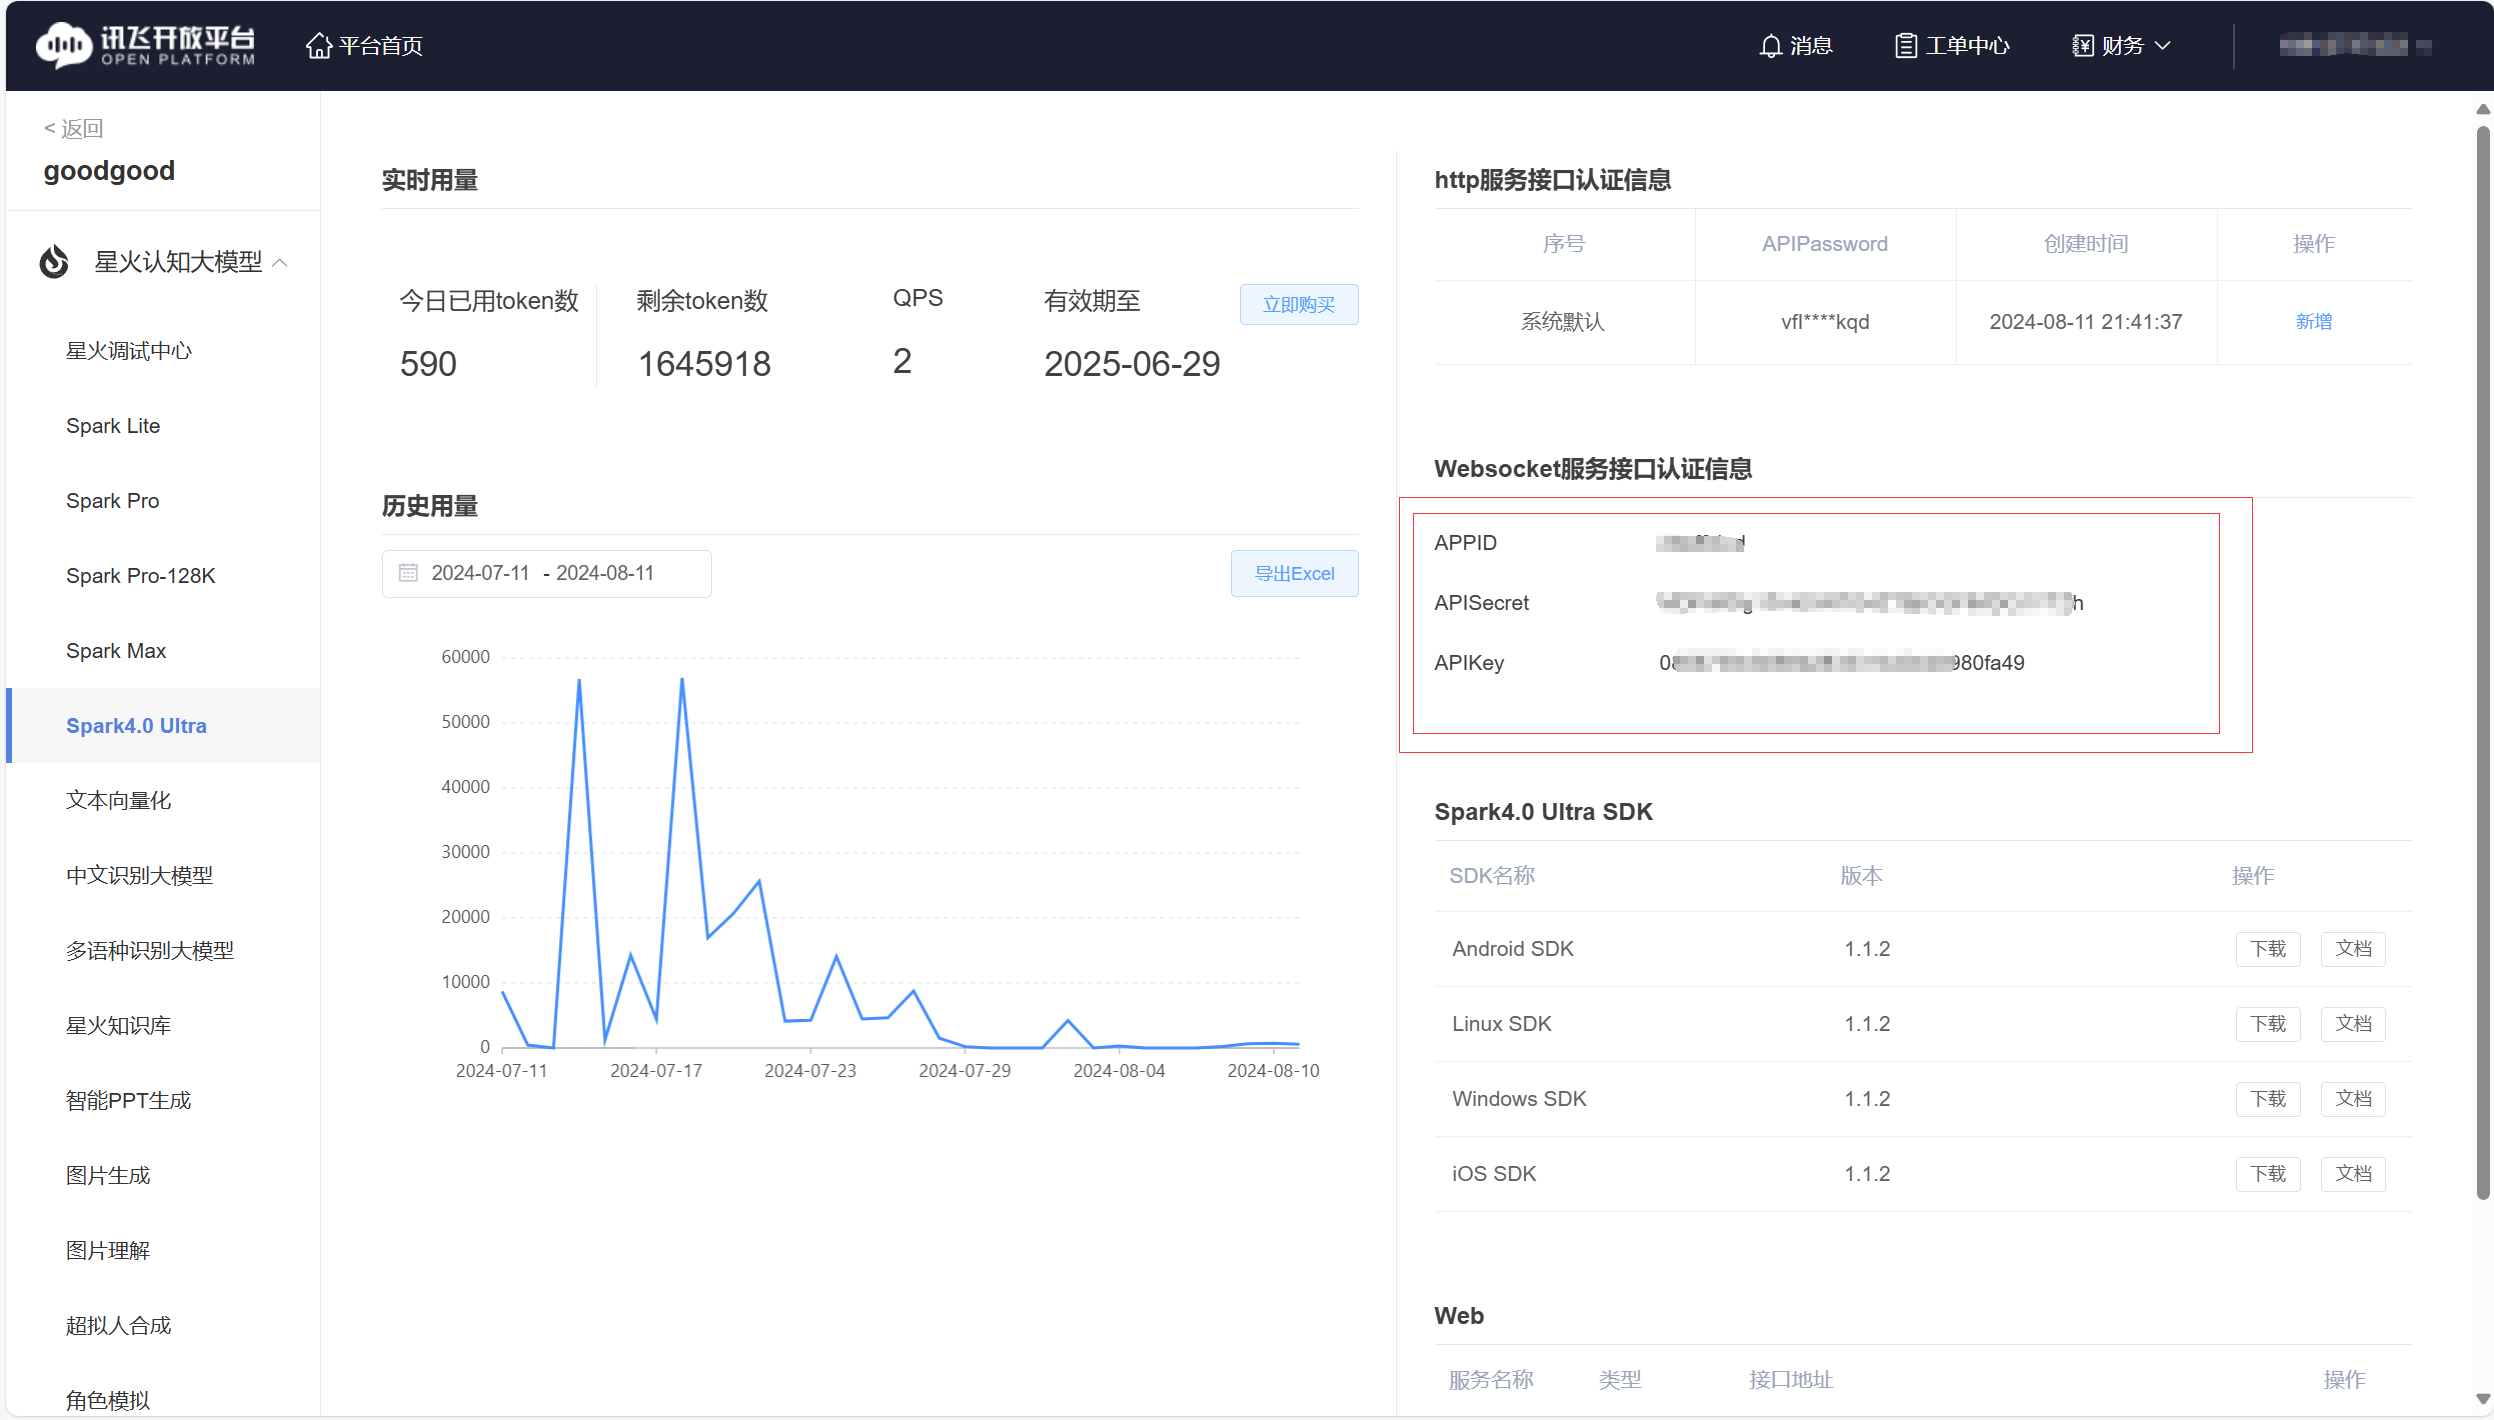 讯飞开放平台
OPEN PLATFORM
平台首页
消息
工单中心
财务
< 返回
goodgood
星火认知大模型
星火调试中心
Spark Lite
Spark Pro
Spark Pro-128K
Spark Max
Spark4.0 Ultra
文本向量化
中文识别大模型
多语种识别大模型
星火知识库
智能PPT生成
图片生成
图片理解
超拟人合成
角色模拟
实时用量
今日已用token数
590
剩余token数
1645918
QPS
2
有效期至
2025-06-29
立即购买
历史用量
2024-07-11 - 2024-08-11
导出Excel
60000
50000
40000
30000
20000
10000
0
2024-07-11 2024-07-17 2024-07-23 2024-07-29 2024-08-04 2024-08-10
http服务接口认证信息
序号 APIPassword 创建时间 操作
系统默认 vfl****kqd 2024-08-11 21:41:37 新增
Websocket服务接口认证信息
APPID
APISecret
APIKey 980fa49
Spark4.0 Ultra SDK
SDK名称 版本 操作
Android SDK 1.1.2 下载 文档
Linux SDK 1.1.2 下载 文档
Windows SDK 1.1.2 下载 文档
iOS SDK 1.1.2 下载 文档
Web
服务名称 类型 接口地址 操作